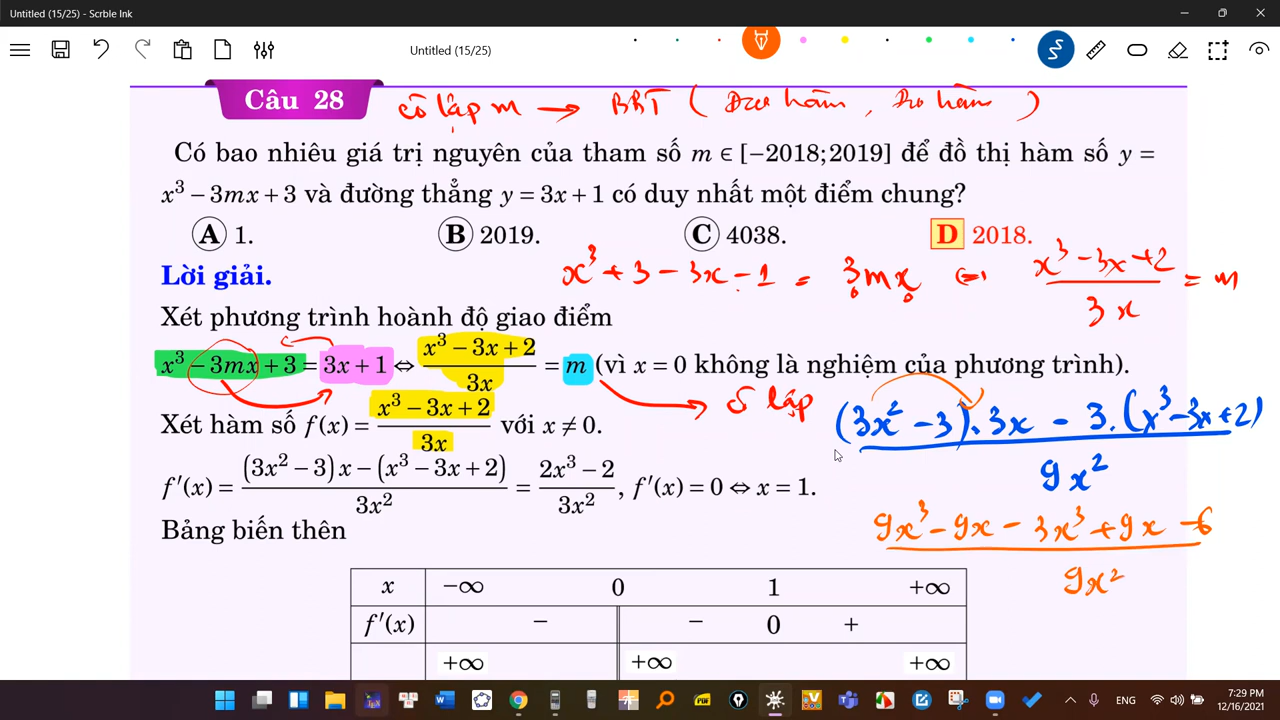 Untitled (15/25) - Scrble Ink
Untitled (15/25)
Câu 28
cô lập m → BBT ( Đưa hàm , Đạo hàm )
Có bao nhiêu giá trị nguyên của tham số m ∈ [−2018;2019] để đồ thị hàm số y =
x³ − 3mx + 3 và đường thẳng y = 3x + 1 có duy nhất một điểm chung?
A 1. B 2019. C 4038. D 2018.
x³ + 3 − 3x − 1 = 3mx ⇔ (x³ − 3x + 2)/(3x) = m
Lời giải.
Xét phương trình hoành độ giao điểm
x³ − 3mx + 3 = 3x + 1 ⇔ (x³ − 3x + 2)/(3x) = m (vì x = 0 không là nghiệm của phương trình).
lập
Xét hàm số f(x) = (x³ − 3x + 2)/(3x) với x ≠ 0.
((3x² − 3).3x − 3.(x³ − 3x + 2))/(9x²)
f′(x) = ((3x² − 3)x − (x³ − 3x + 2))/(3x²) = (2x³ − 2)/(3x²), f′(x) = 0 ⇔ x = 1.
(9x³ − 9x − 3x³ + 9x − 6)/(9x²)
Bảng biến thên
x −∞ 0 1 +∞
f′(x) − − 0 +
+∞ +∞ +∞
ENG
7:29 PM
12/16/2021